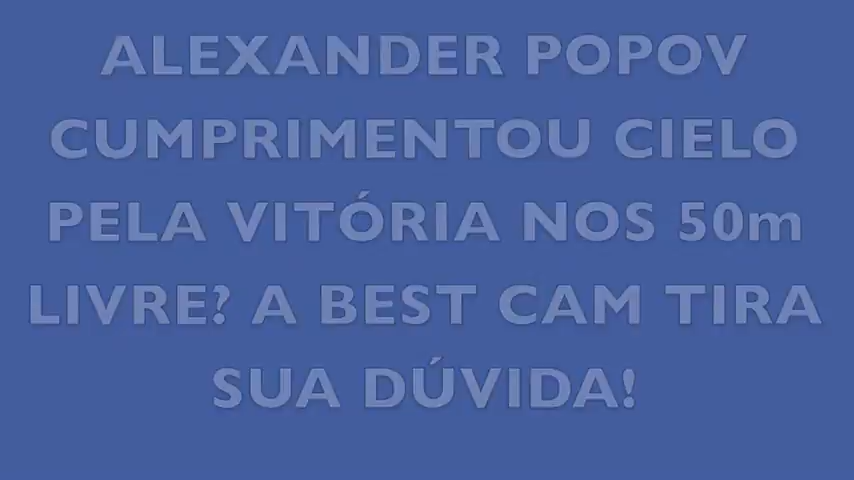 ALEXANDER POPOV
CUMPRIMENTOU CIELO
PELA VITÓRIA NOS 50m
LIVRE? A BEST CAM TIRA
SUA DÚVIDA!